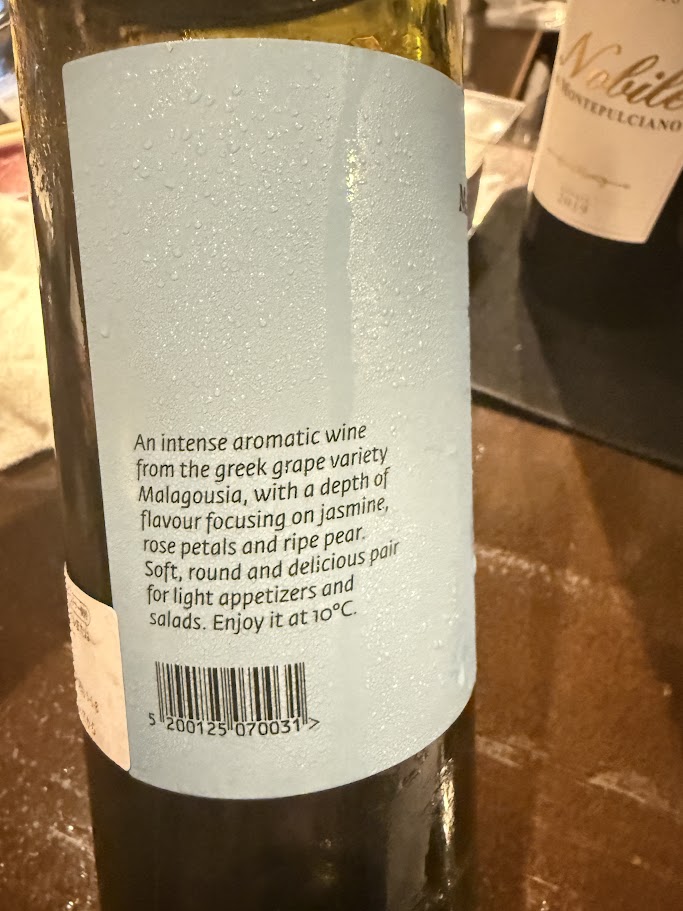 An intense aromatic wine
from the greek grape variety
Malagousia, with a depth of
flavour focusing on jasmine,
rose petals and ripe pear.
Soft, round and delicious pair
for light appetizers and
salads. Enjoy it at 10°C.
5 200125 070031 >
Nobile
MONTEPULCIANO
2019